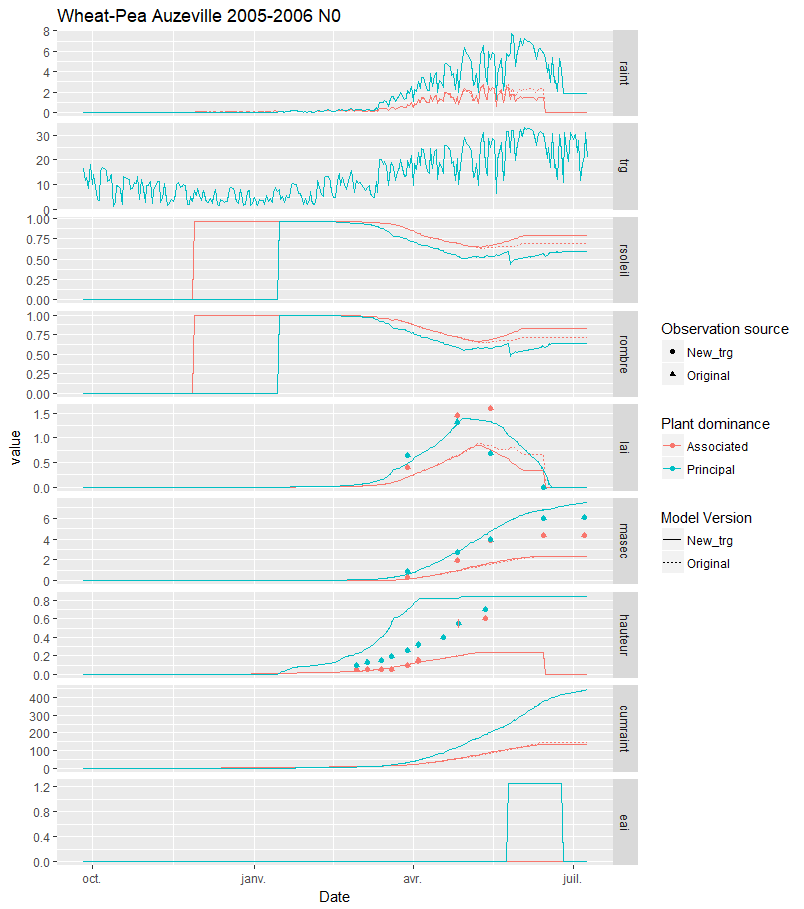 Wheat-Pea Auzeville 2005-2006 N0
8
6
4
2
0
raint
30
20
10
0
trg
1.00
0.75
0.50
0.25
0.00
rsoleil
1.00
0.75
0.50
0.25
0.00
rombre
1.5
1.0
0.5
0.0
lai
6
4
2
0
masec
0.8
0.6
0.4
0.2
0.0
hauteur
400
300
200
100
0
cumraint
1.2
0.8
0.4
0.0
eai
value
oct.
janv.
avr.
juil.
Date
Observation source
New_trg
Original
Plant dominance
Associated
Principal
Model Version
New_trg
Original